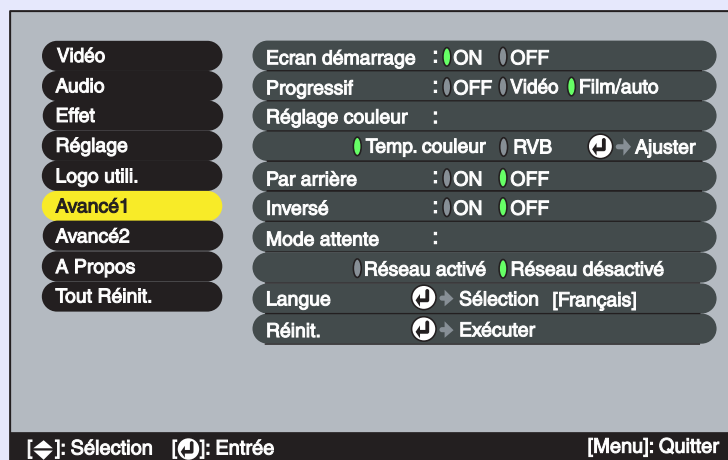 Vidéo
Audio
Effet
Réglage
Logo utili.
Avancé1
Avancé2
A Propos
Tout Réinit.
Ecran démarrage : ON OFF
Progressif : OFF Vidéo Film/auto
Réglage couleur :
Temp. couleur RVB Ajuster
Par arrière : ON OFF
Inversé : ON OFF
Mode attente :
Réseau activé Réseau désactivé
Langue Sélection [Français]
Réinit. Exécuter
[ ]: Sélection [ ]: Entrée [Menu]: Quitter